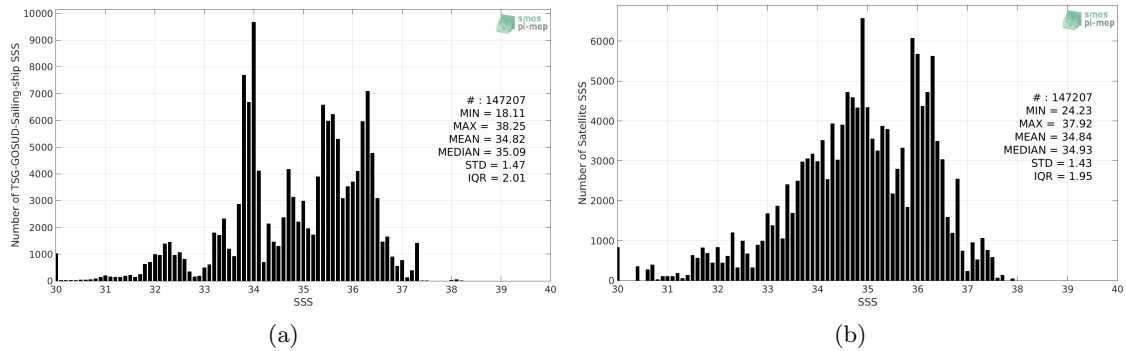 smos
pi-mep
Number of TSG-GOSUD-Sailing-ship SSS
10000
9000
8000
7000
6000
5000
4000
3000
2000
1000
0
# : 147207
MIN = 18.11
MAX = 38.25
MEAN = 34.82
MEDIAN = 35.09
STD = 1.47
IQR = 2.01
30 31 32 33 34 35 36 37 38 39 40
SSS
(a)
smos
pi-mep
Number of Satellite SSS
6000
5000
4000
3000
2000
1000
0
# : 147207
MIN = 24.23
MAX = 37.92
MEAN = 34.84
MEDIAN = 34.93
STD = 1.43
IQR = 1.95
30 31 32 33 34 35 36 37 38 39 40
SSS
(b)